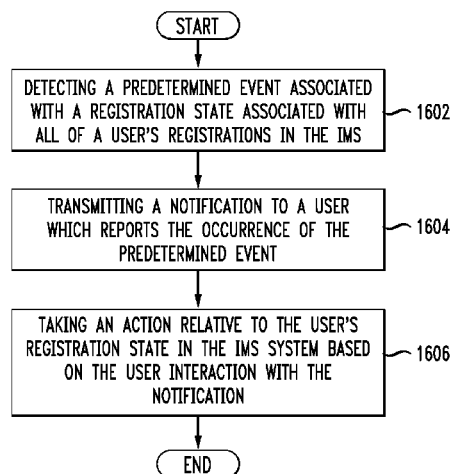 START
DETECTING A PREDETERMINED EVENT ASSOCIATED
WITH A REGISTRATION STATE ASSOCIATED WITH
ALL OF A USER'S REGISTRATIONS IN THE IMS
1602
TRANSMITTING A NOTIFICATION TO A USER
WHICH REPORTS THE OCCURRENCE OF THE
PREDETERMINED EVENT
1604
TAKING AN ACTION RELATIVE TO THE USER'S
REGISTRATION STATE IN THE IMS SYSTEM BASED
ON THE USER INTERACTION WITH THE
NOTIFICATION
1606
END